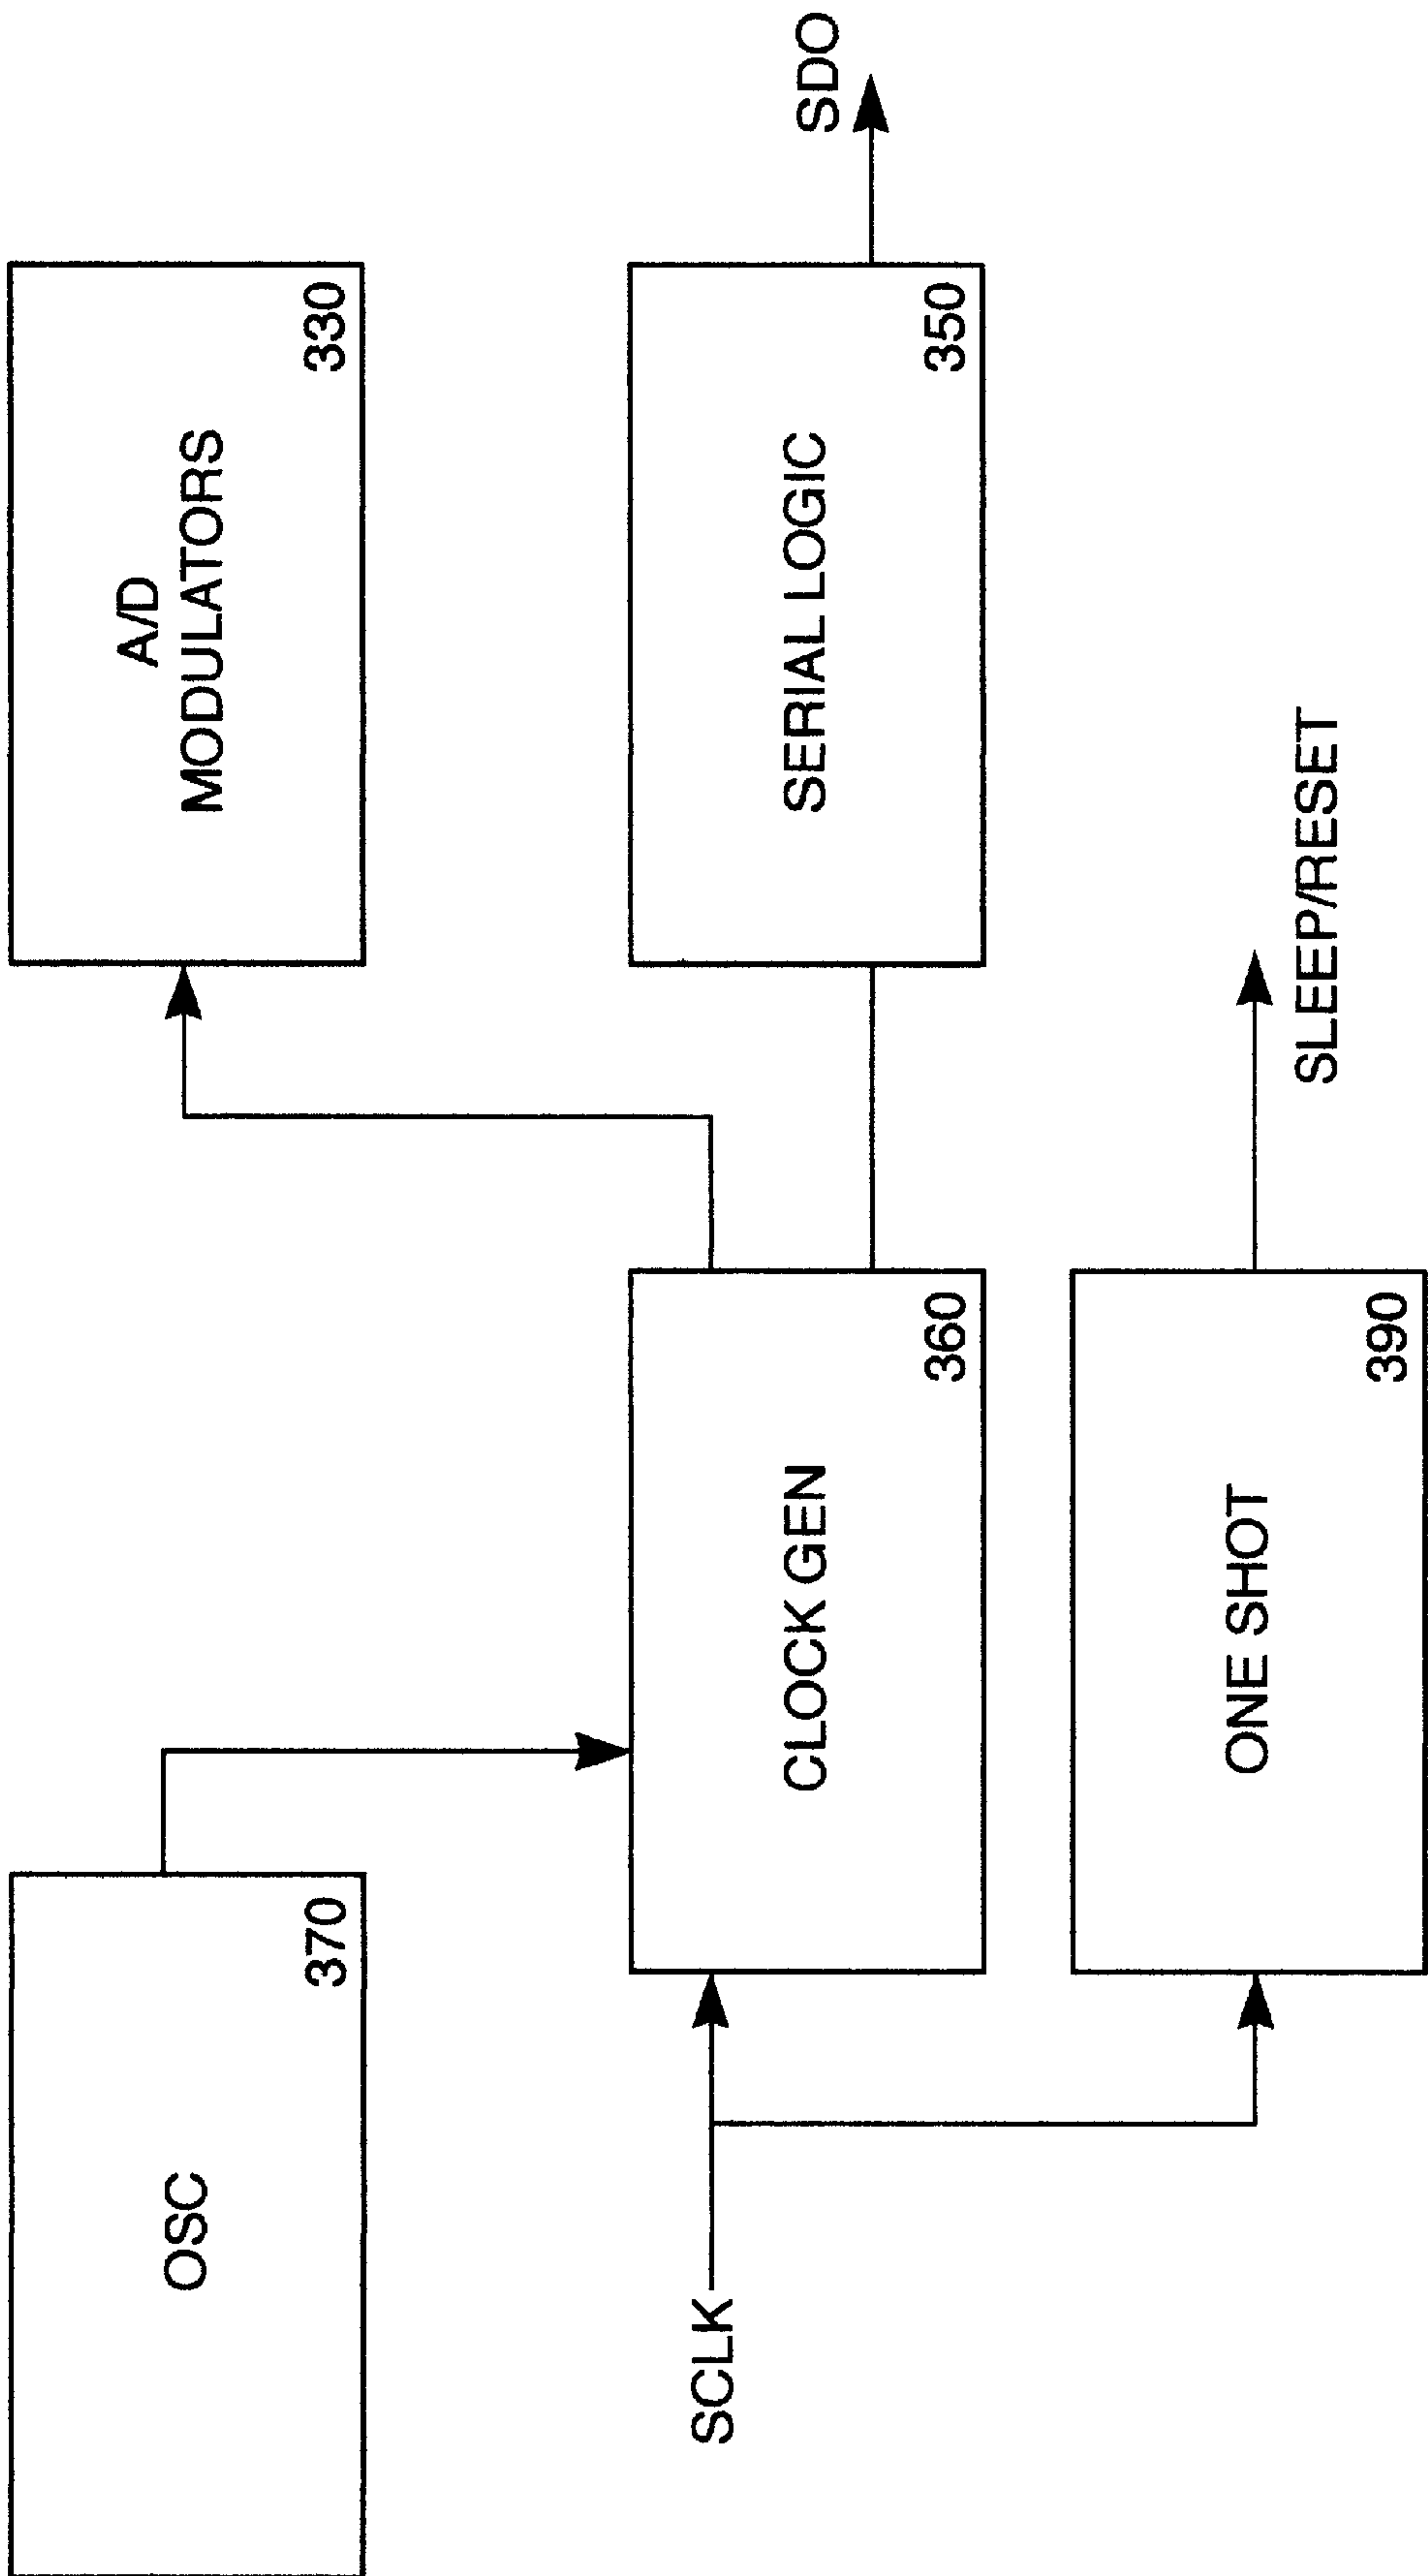 OSC
370
A/D
MODULATORS
330
SCLK
CLOCK GEN
360
SERIAL LOGIC
350
SDO
ONE SHOT
390
SLEEP/RESET